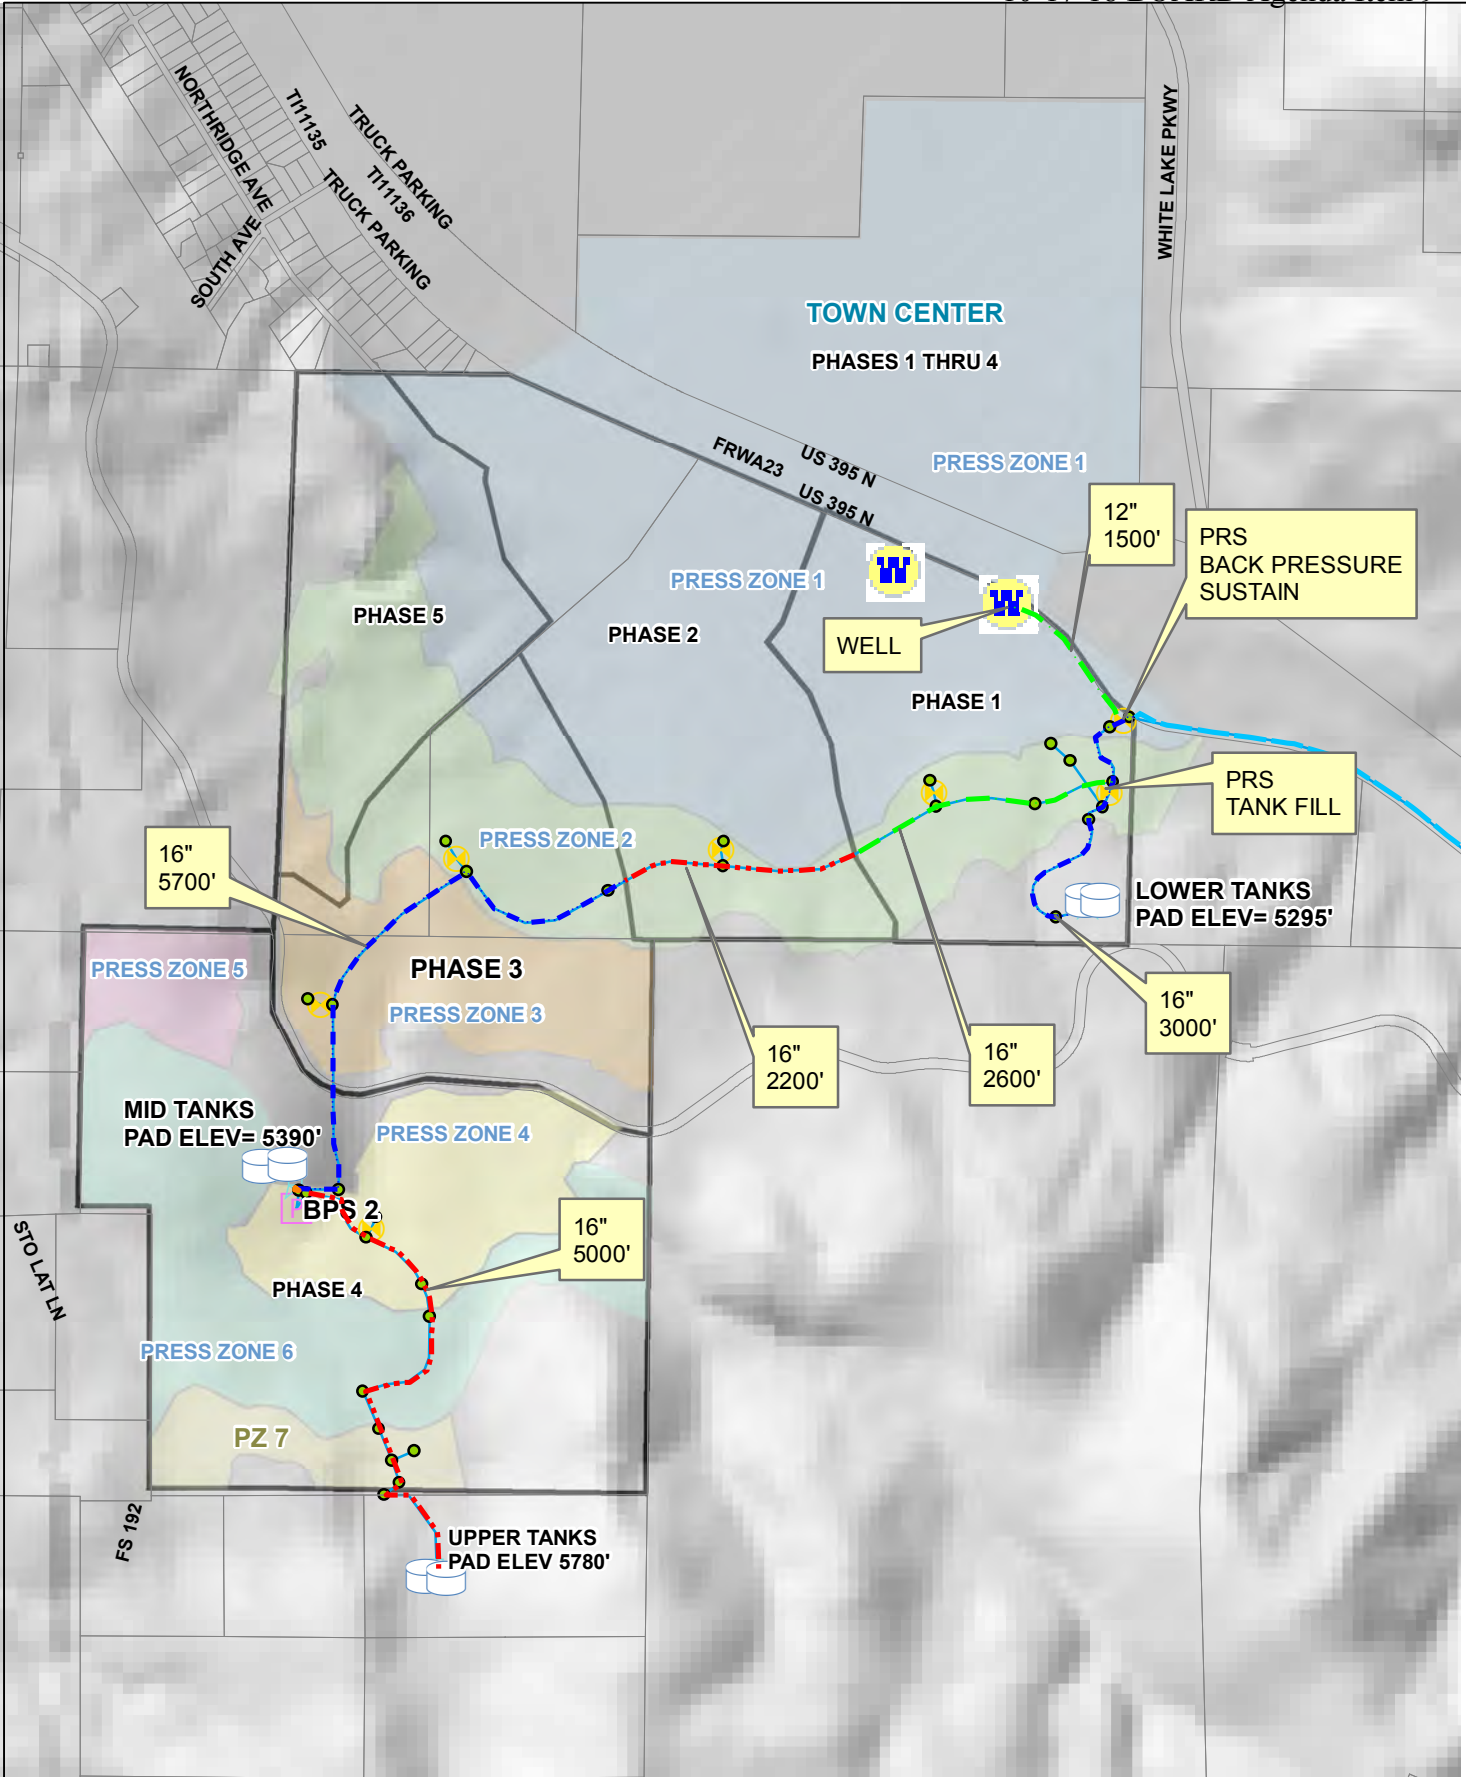 NORTHRIDGE AVE
SOUTH AVE
TI11135
TRUCK PARKING
TI11136
TRUCK PARKING
WHITE LAKE PKWY
TOWN CENTER
PHASES 1 THRU 4
PRESS ZONE 1
FRWA23
US 395 N
US 395 N
12"
1500'
PRS
BACK PRESSURE
SUSTAIN
PRESS ZONE 1
W
W
PHASE 5
PHASE 2
WELL
PHASE 1
PRS
TANK FILL
PRESS ZONE 2
16"
5700'
LOWER TANKS
PAD ELEV= 5295'
PRESS ZONE 5
PHASE 3
PRESS ZONE 3
16"
3000'
16"
2200'
16"
2600'
MID TANKS
PAD ELEV= 5390'
PRESS ZONE 4
BPS 2
16"
5000'
STO LAT LN
PHASE 4
PRESS ZONE 6
PZ 7
FS 192
UPPER TANKS
PAD ELEV 5780'